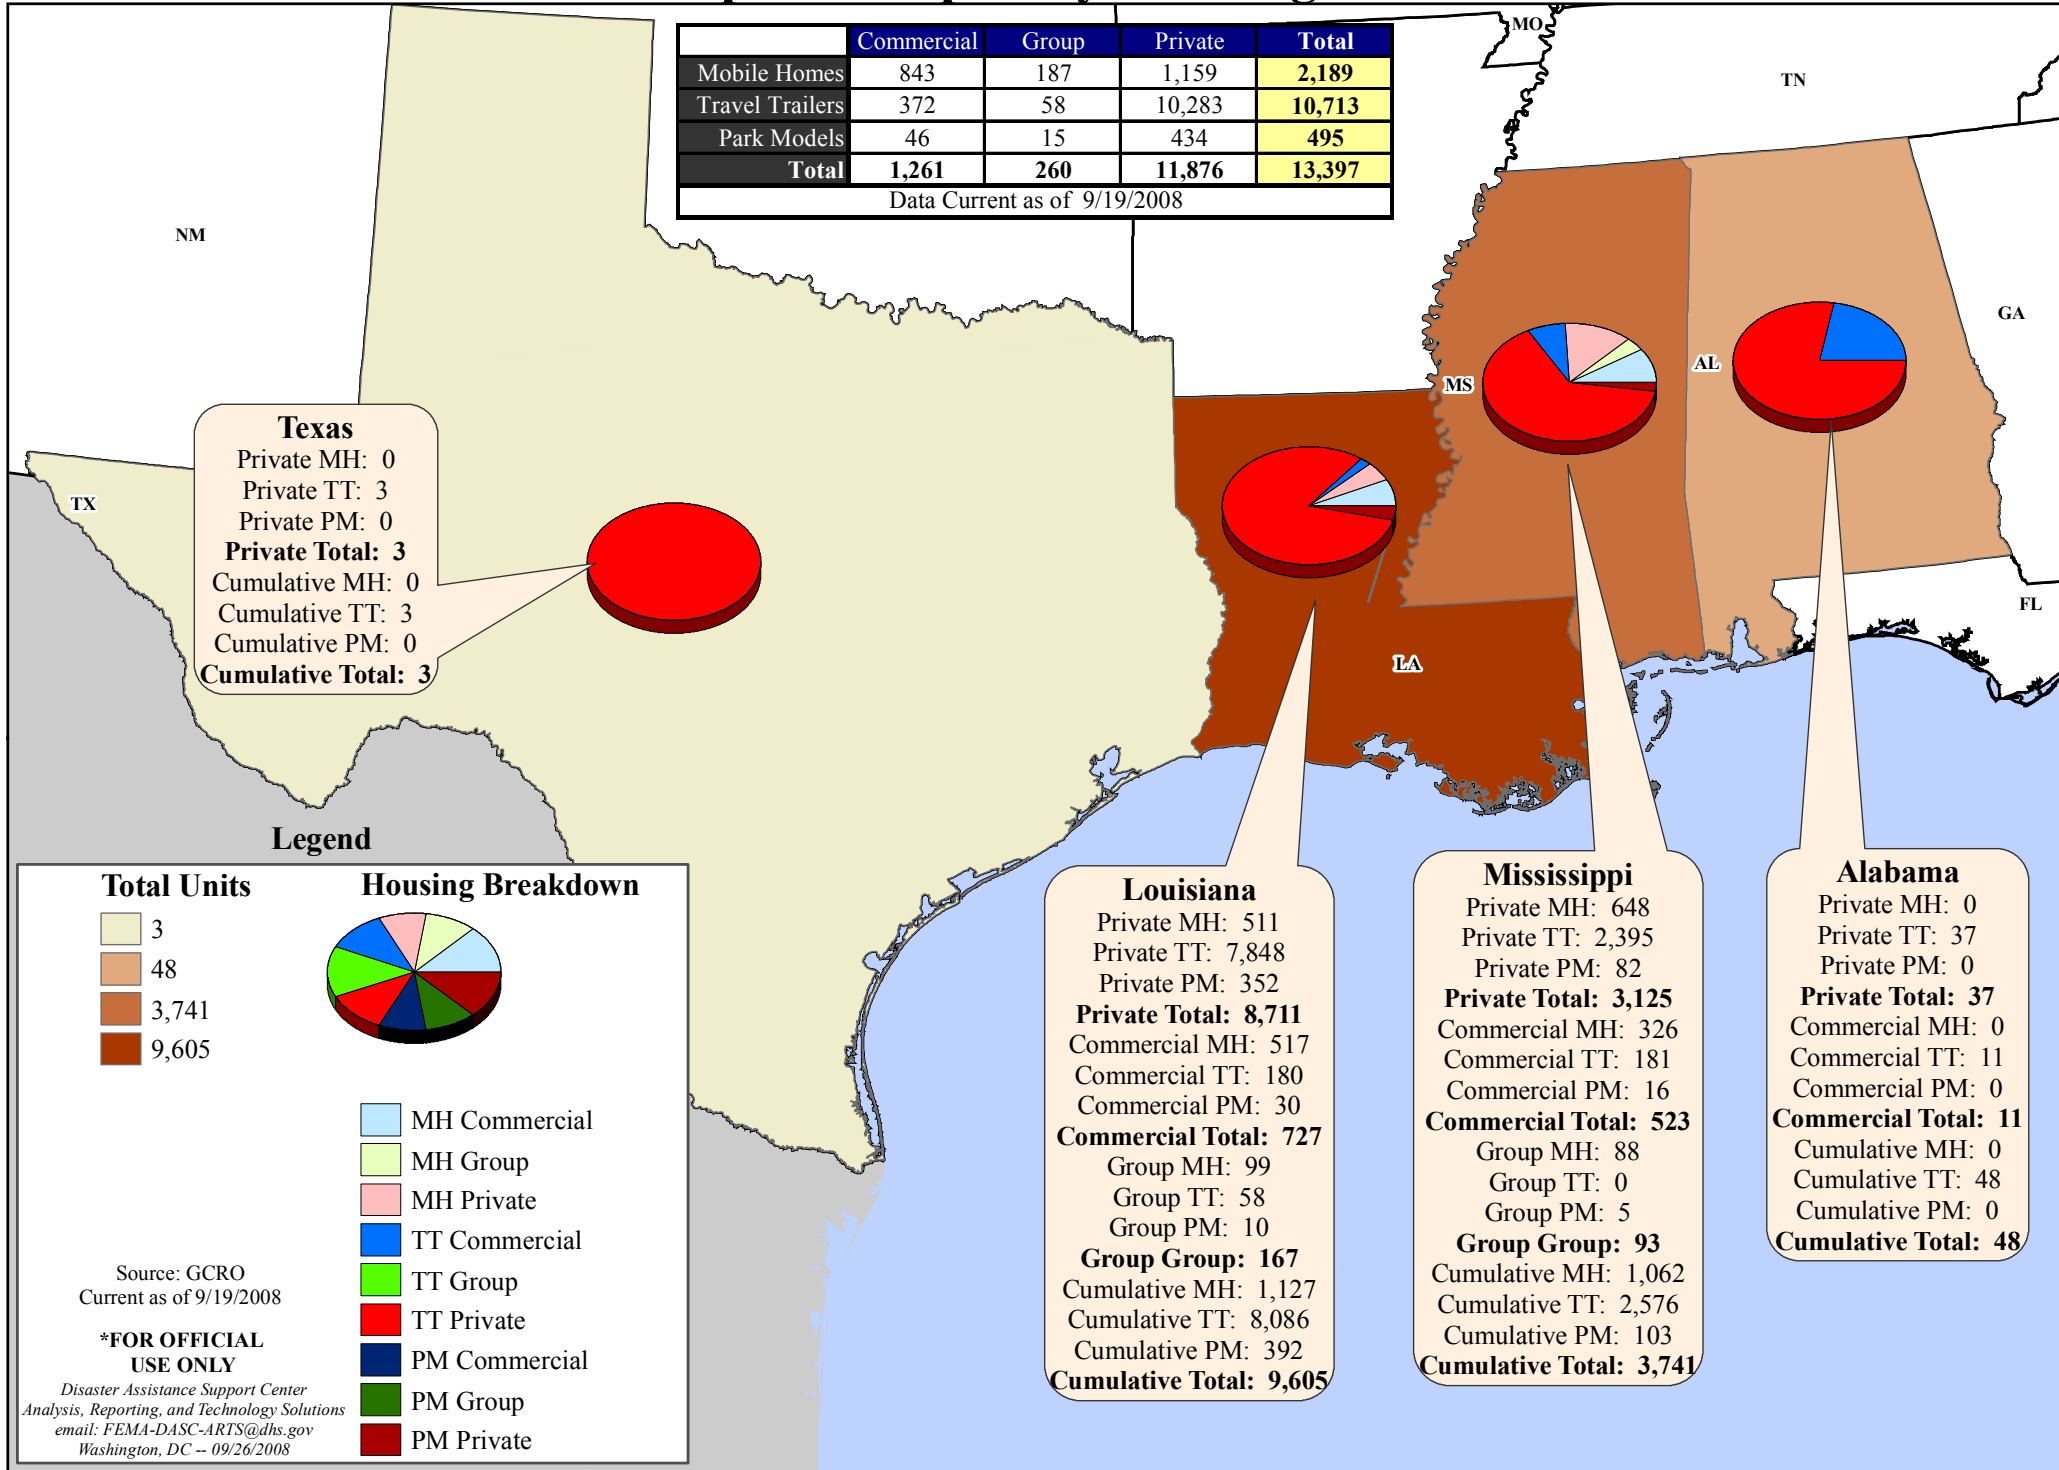 Commercial Group Private Total
Mobile Homes 843 187 1,159 2,189
Travel Trailers 372 58 10,283 10,713
Park Models 46 15 434 495
Total 1,261 260 11,876 13,397
Data Current as of 9/19/2008
MO
TN
NM
GA
AL
MS
TX
FL
LA
Texas
Private MH: 0
Private TT: 3
Private PM: 0
Private Total: 3
Cumulative MH: 0
Cumulative TT: 3
Cumulative PM: 0
Cumulative Total: 3
Louisiana
Private MH: 511
Private TT: 7,848
Private PM: 352
Private Total: 8,711
Commercial MH: 517
Commercial TT: 180
Commercial PM: 30
Commercial Total: 727
Group MH: 99
Group TT: 58
Group PM: 10
Group Group: 167
Cumulative MH: 1,127
Cumulative TT: 8,086
Cumulative PM: 392
Cumulative Total: 9,605
Mississippi
Private MH: 648
Private TT: 2,395
Private PM: 82
Private Total: 3,125
Commercial MH: 326
Commercial TT: 181
Commercial PM: 16
Commercial Total: 523
Group MH: 88
Group TT: 0
Group PM: 5
Group Group: 93
Cumulative MH: 1,062
Cumulative TT: 2,576
Cumulative PM: 103
Cumulative Total: 3,741
Alabama
Private MH: 0
Private TT: 37
Private PM: 0
Private Total: 37
Commercial MH: 0
Commercial TT: 11
Commercial PM: 0
Commercial Total: 11
Cumulative MH: 0
Cumulative TT: 48
Cumulative PM: 0
Cumulative Total: 48
Legend
Total Units
3
48
3,741
9,605
Housing Breakdown
MH Commercial
MH Group
MH Private
TT Commercial
TT Group
TT Private
PM Commercial
PM Group
PM Private
Source: GCRO
Current as of 9/19/2008
*FOR OFFICIAL
USE ONLY
Disaster Assistance Support Center
Analysis, Reporting, and Technology Solutions
email: FEMA-DASC-ARTS@dhs.gov
Washington, DC -- 09/26/2008